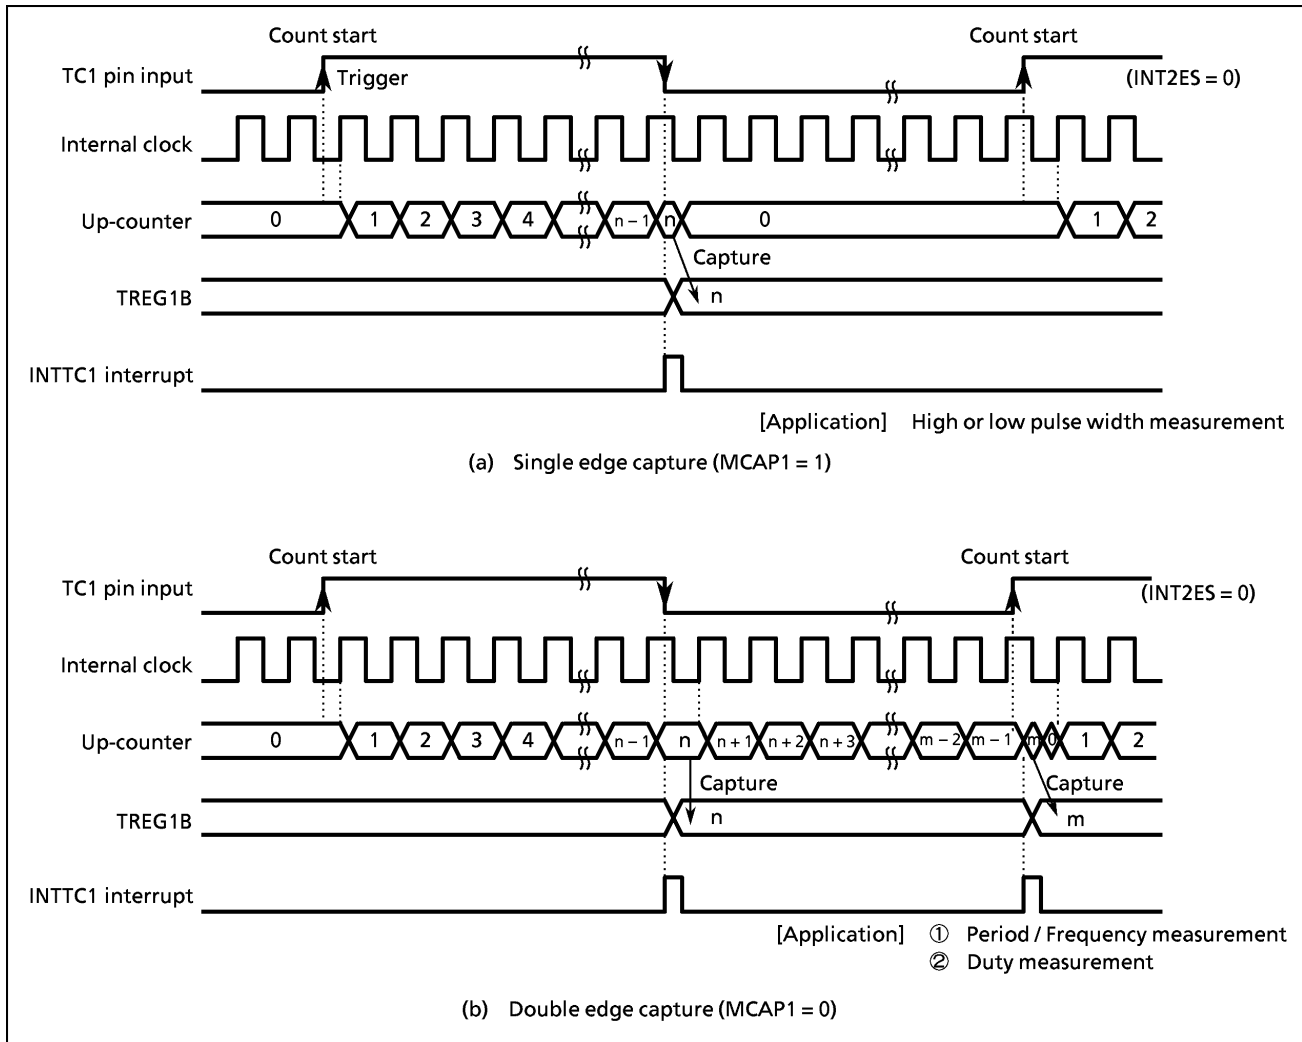 Count start Count start
TC1 pin input Trigger (INT2ES = 0)
Internal clock
Up-counter 0 1 2 3 4 n – 1 n 0 1 2
Capture
TREG1B n
INTTC1 interrupt
[Application] High or low pulse width measurement
(a) Single edge capture (MCAP1 = 1)
Count start Count start
TC1 pin input (INT2ES = 0)
Internal clock
Up-counter 0 1 2 3 4 n – 1 n n + 1 n + 2 n + 3 m – 2 m – 1 m 0 1 2
Capture Capture
TREG1B n m
INTTC1 interrupt
[Application] ① Period / Frequency measurement
② Duty measurement
(b) Double edge capture (MCAP1 = 0)